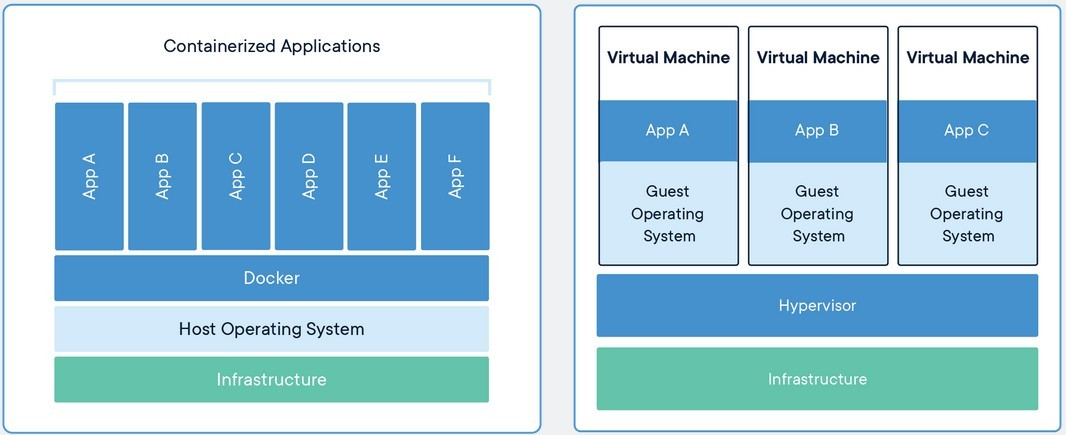 Containerized Applications
App A
App B
App C
App D
App E
App F
Docker
Host Operating System
Infrastructure
Virtual Machine
App A
Guest
Operating
System
Virtual Machine
App B
Guest
Operating
System
Virtual Machine
App C
Guest
Operating
System
Hypervisor
Infrastructure